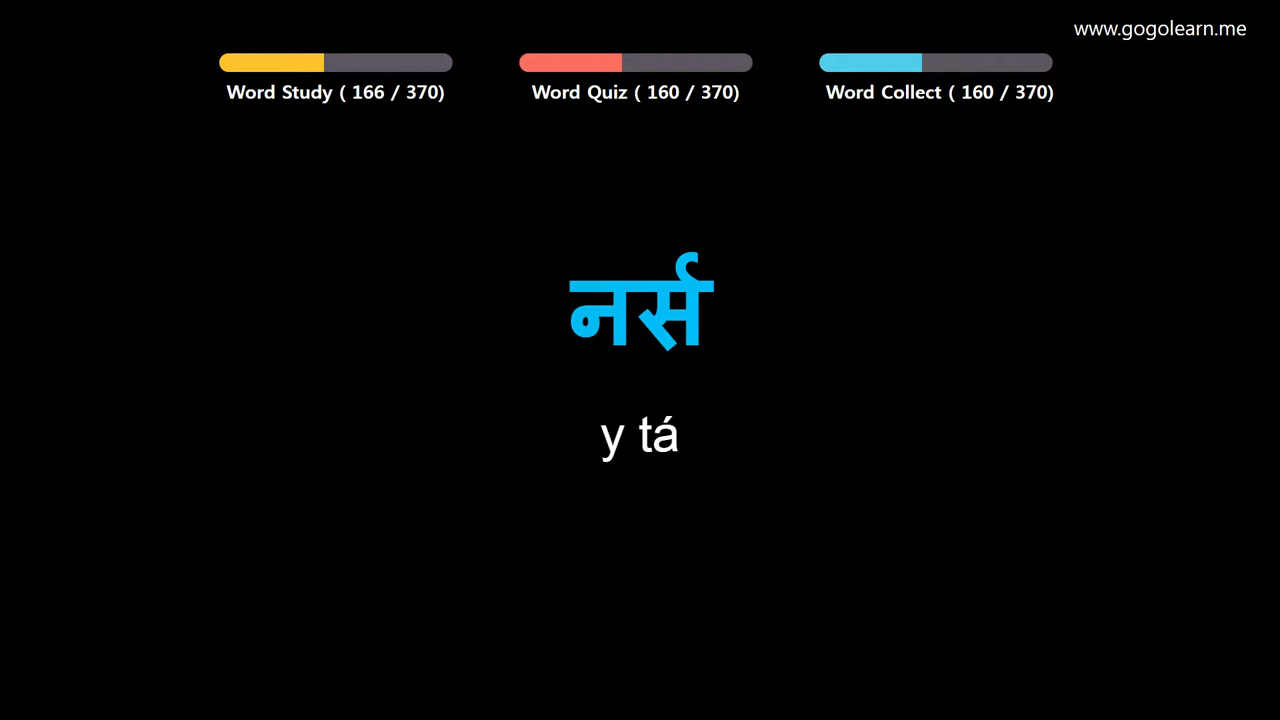 www.gogolearn.me
Word Study ( 166 / 370)
Word Quiz ( 160 / 370)
Word Collect ( 160 / 370)
नर्स
y tá